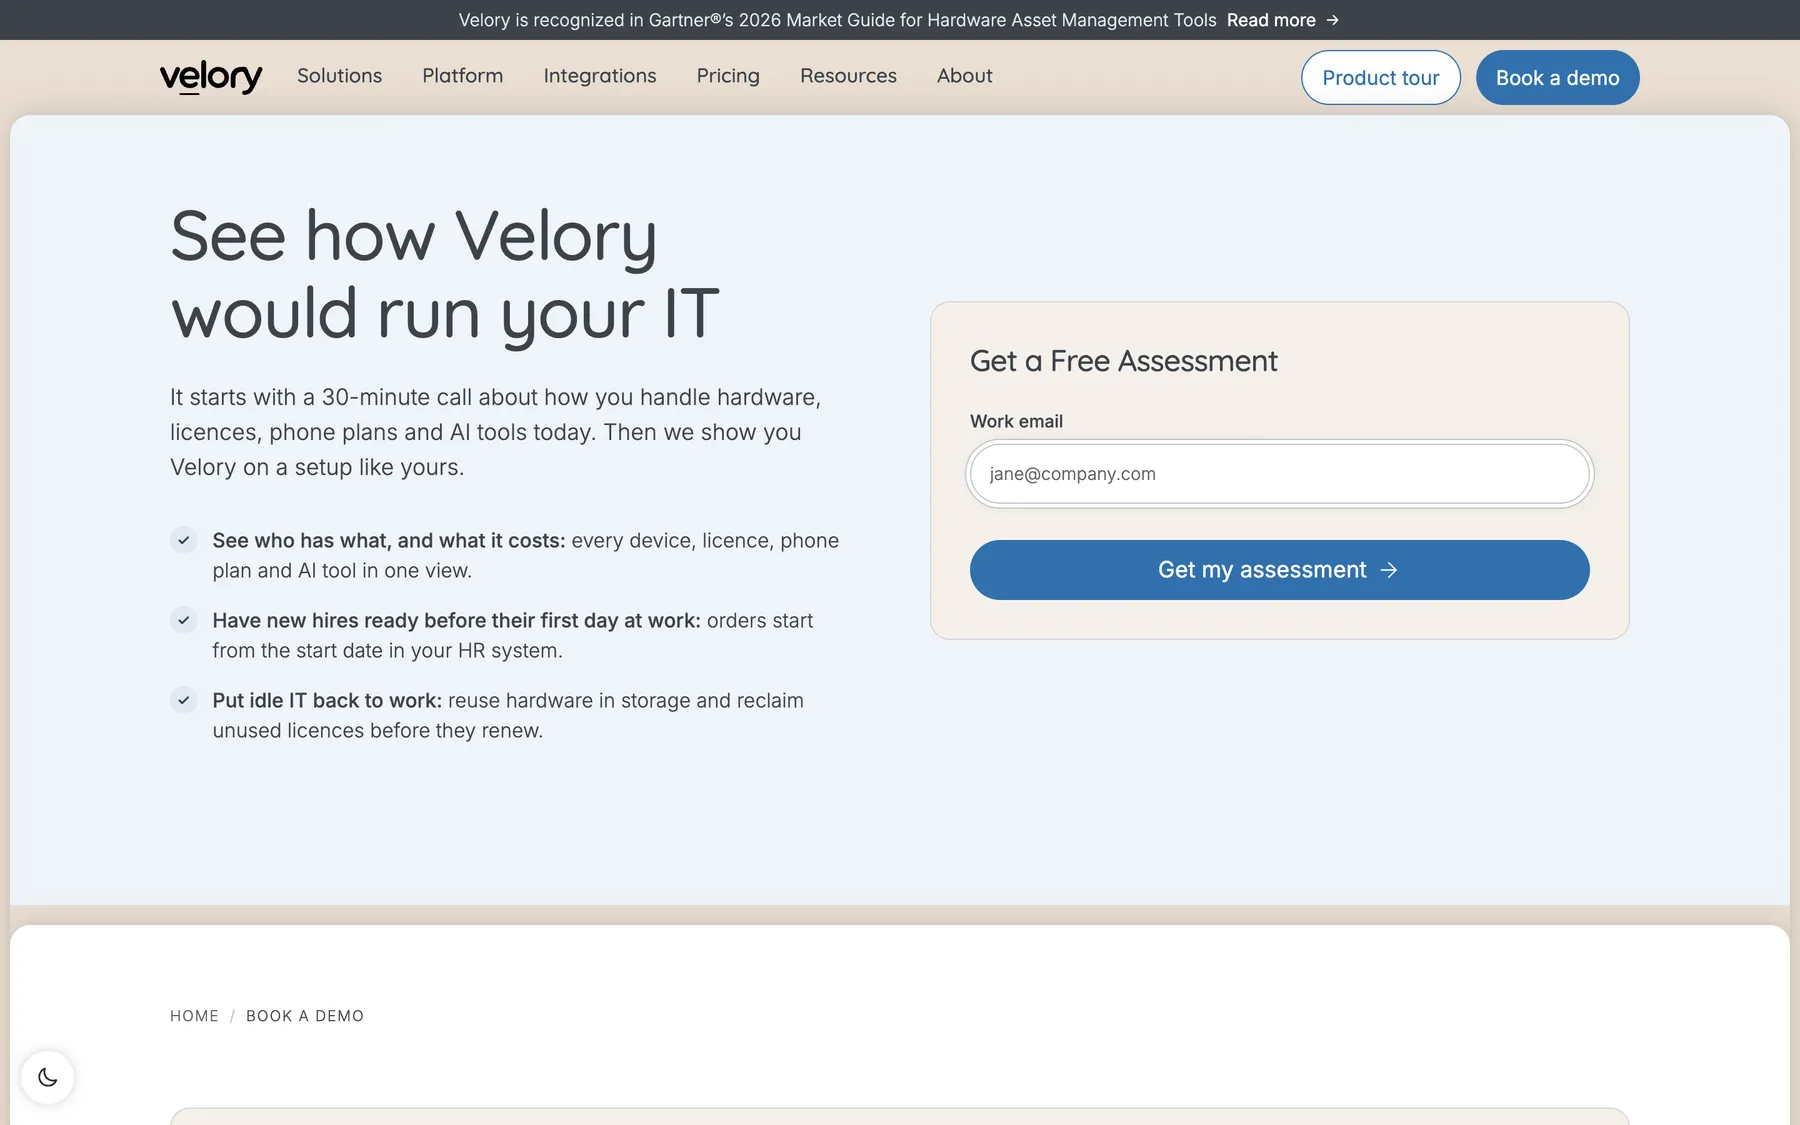 Velory is recognized in Gartner®'s 2026 Market Guide for Hardware Asset Management Tools Read more →
velory
Solutions
Platform
Integrations
Pricing
Resources
About
Product tour
Book a demo
See how Velory
would run your IT
It starts with a 30-minute call about how you handle hardware,
licences, phone plans and AI tools today. Then we show you
Velory on a setup like yours.
See who has what, and what it costs: every device, licence, phone
plan and AI tool in one view.
Have new hires ready before their first day at work: orders start
from the start date in your HR system.
Put idle IT back to work: reuse hardware in storage and reclaim
unused licences before they renew.
Get a Free Assessment
Work email
jane@company.com
Get my assessment →
HOME / BOOK A DEMO